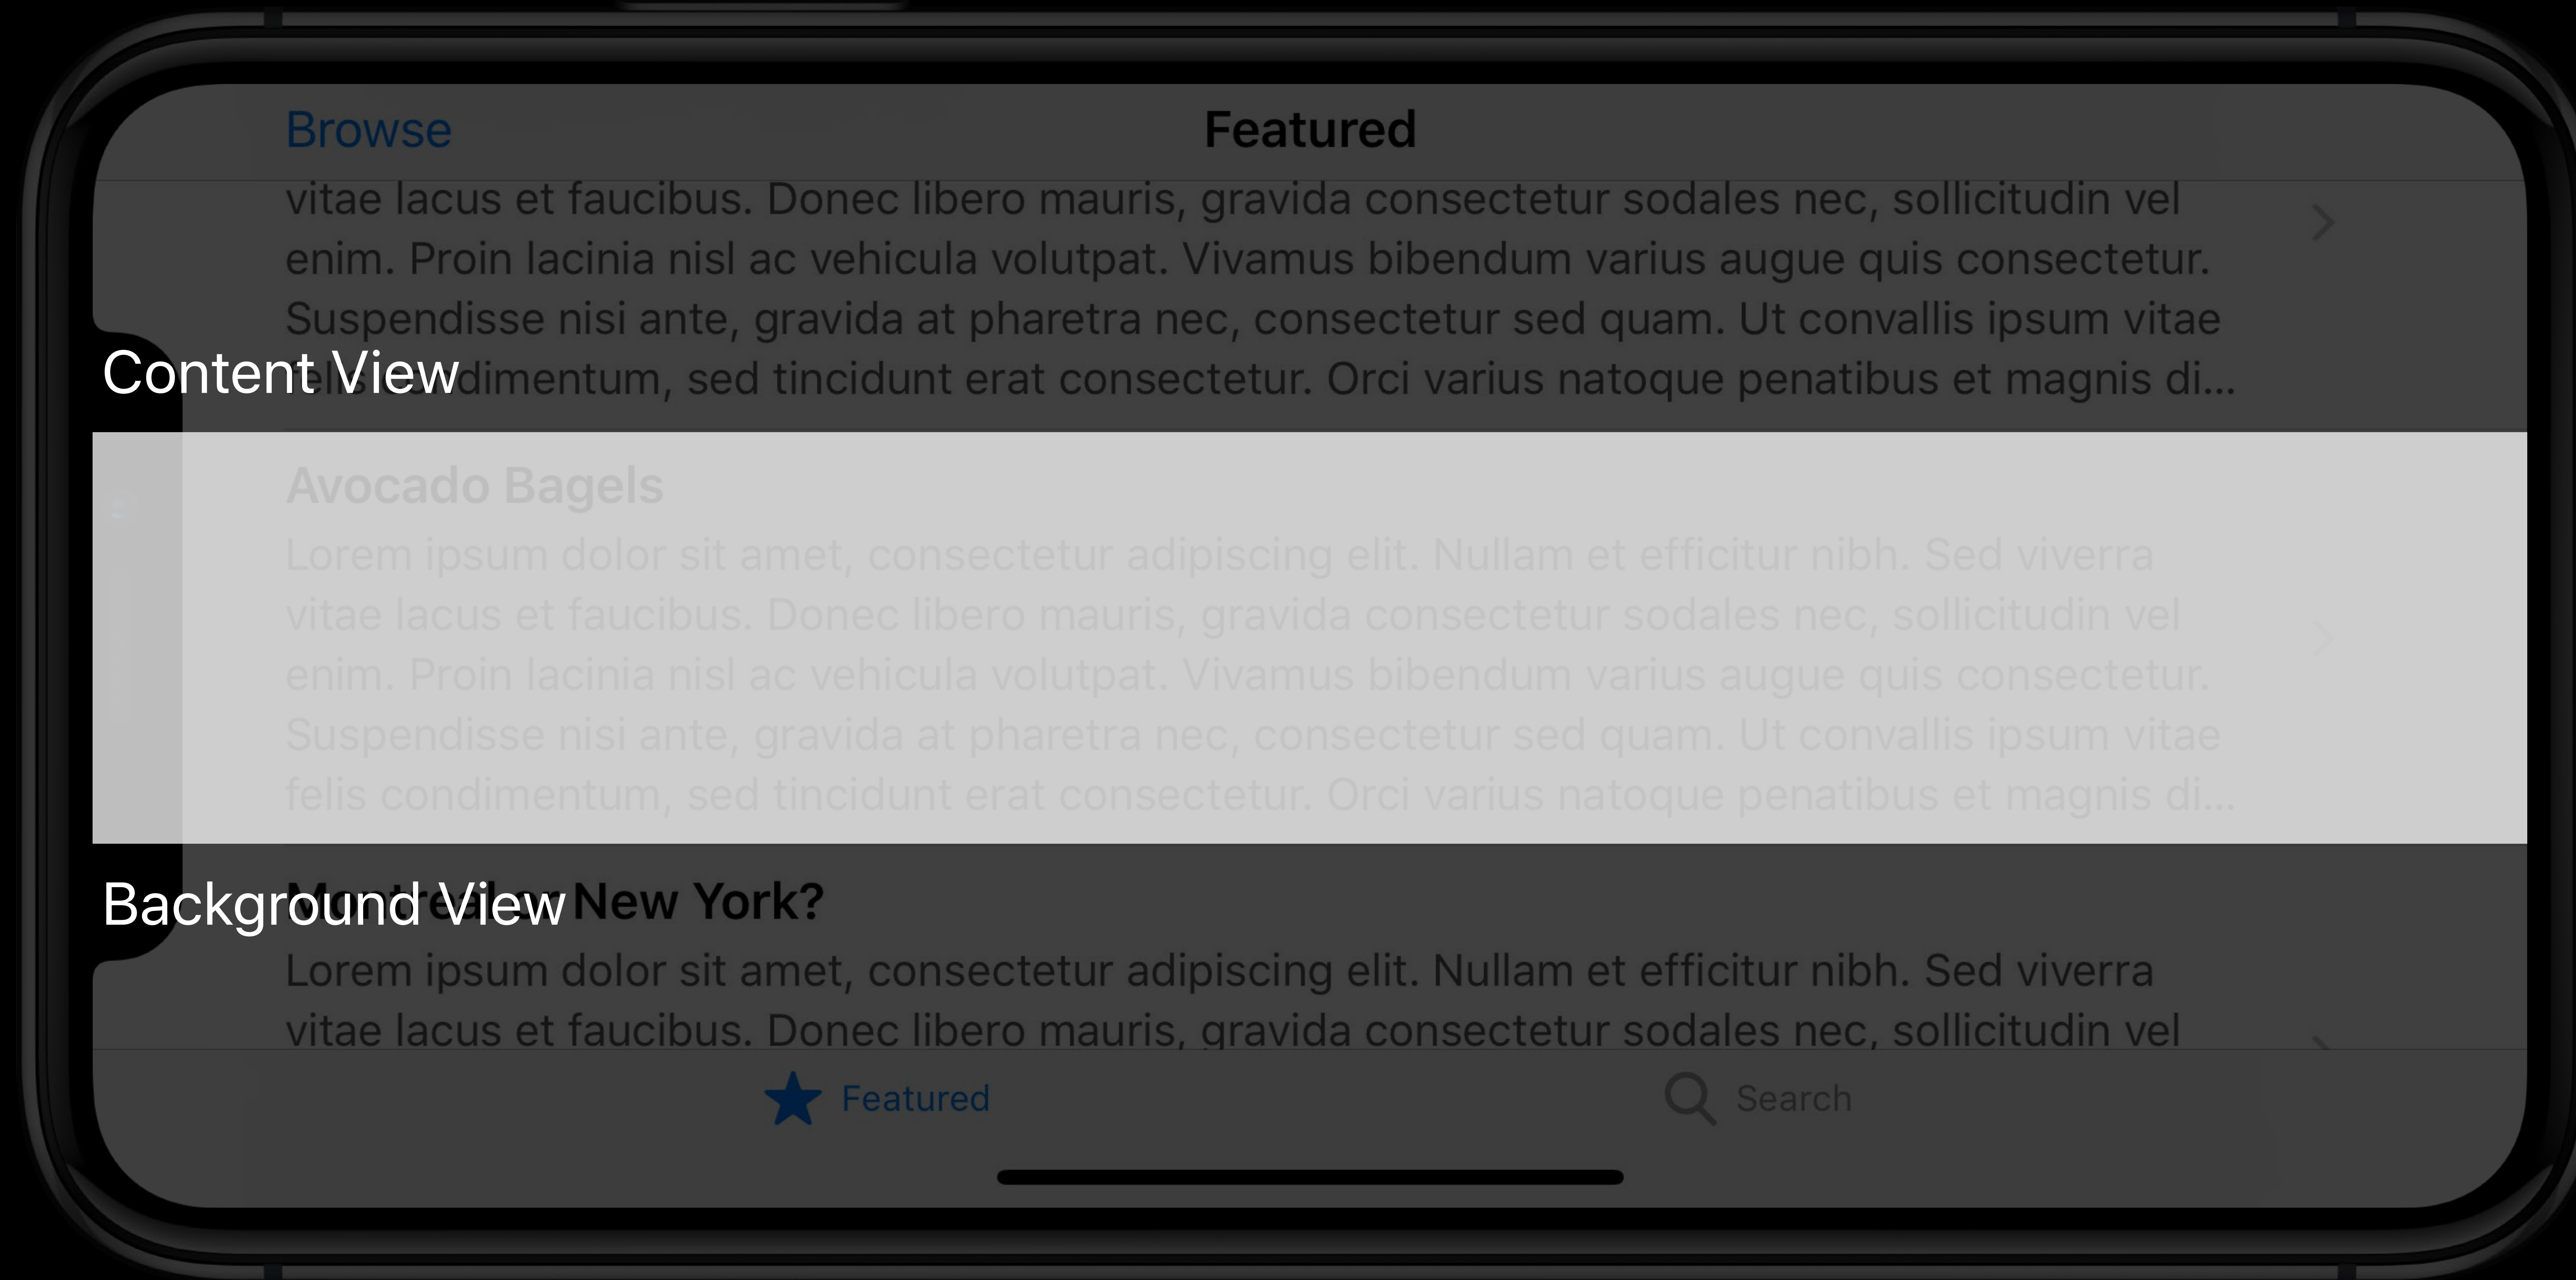 Browse
Featured
vitae lacus et faucibus. Donec libero mauris, gravida consectetur sodales nec, sollicitudin vel
enim. Proin lacinia nisl ac vehicula volutpat. Vivamus bibendum varius augue quis consectetur.
Suspendisse nisi ante, gravida at pharetra nec, consectetur sed quam. Ut convallis ipsum vitae
Content View
felis condimentum, sed tincidunt erat consectetur. Orci varius natoque penatibus et magnis di...
Avocado Bagels
Lorem ipsum dolor sit amet, consectetur adipiscing elit. Nullam et efficitur nibh. Sed viverra
vitae lacus et faucibus. Donec libero mauris, gravida consectetur sodales nec, sollicitudin vel
enim. Proin lacinia nisl ac vehicula volutpat. Vivamus bibendum varius augue quis consectetur.
Suspendisse nisi ante, gravida at pharetra nec, consectetur sed quam. Ut convallis ipsum vitae
felis condimentum, sed tincidunt erat consectetur. Orci varius natoque penatibus et magnis di...
Background View
Montreal or New York?
Lorem ipsum dolor sit amet, consectetur adipiscing elit. Nullam et efficitur nibh. Sed viverra
vitae lacus et faucibus. Donec libero mauris, gravida consectetur sodales nec, sollicitudin vel
Featured
Search